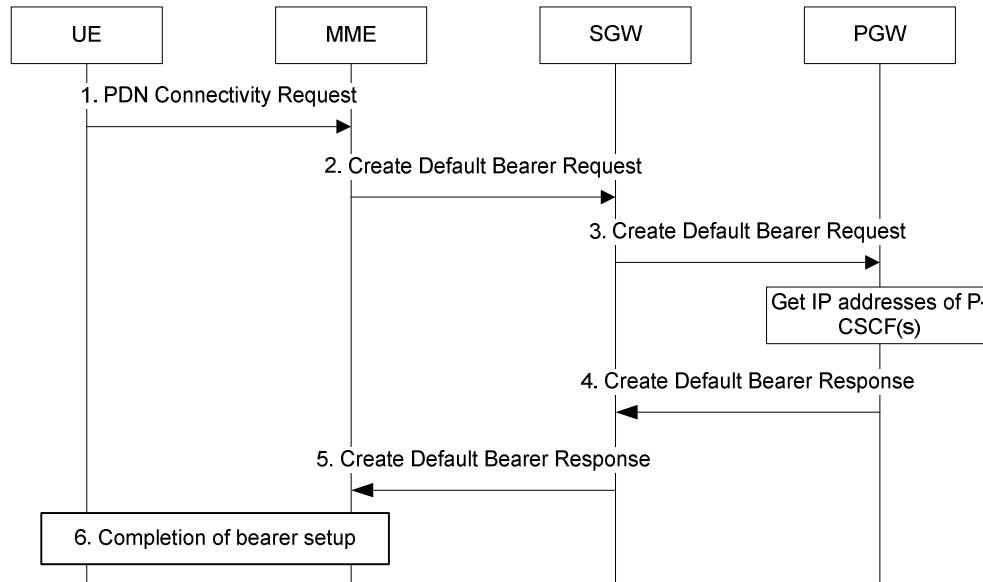 UE
MME
SGW
PGW
1. PDN Connectivity Request
2. Create Default Bearer Request
3. Create Default Bearer Request
Get IP addresses of P-
CSCF(s)
4. Create Default Bearer Response
5. Create Default Bearer Response
6. Completion of bearer setup